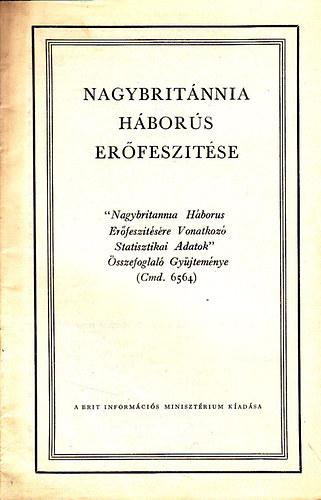 NAGYBRITÁNNIA
HÁBORÚS
ERŐFESZITÉSE
"Nagybritannia Háborus
Erőfeszitésére Vonatkozó
Statisztikai Adatok"
Összefoglaló Gyüjteménye
(Cmd. 6564)
A BRIT INFORMÁCIÓS MINISZTÉRIUM KIADÁSA